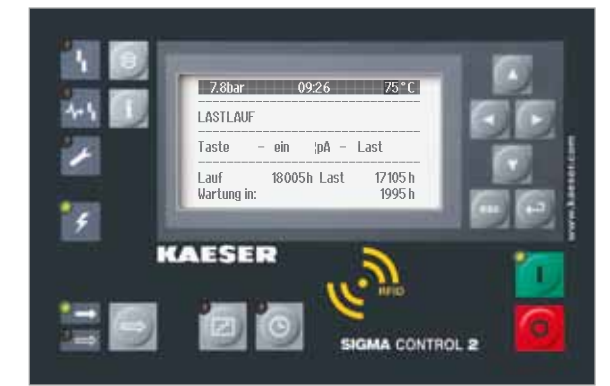 7.8bar 09:26 75°C
LASTLAUF
Taste - ein ¦pA - Last
Lauf 18005h Last 17105h
Wartung in: 1995h
esc
www.kaeser.com
KAESER
RFID
I
i
O
SIGMA CONTROL 2